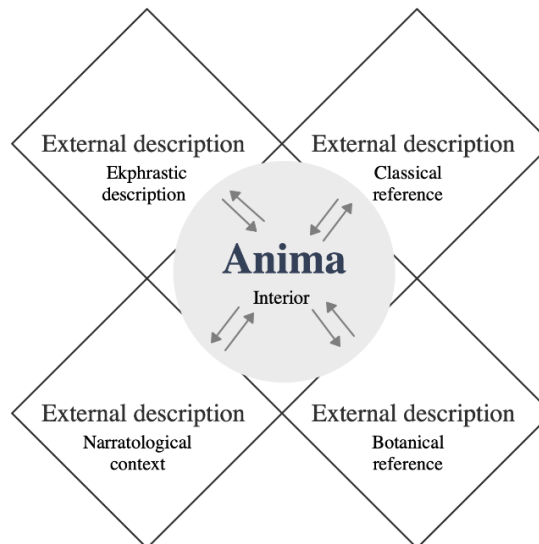 External description
Ekphrastic
description
External description
Classical
reference
Anima
Interior
External description
Narratological
context
External description
Botanical
reference